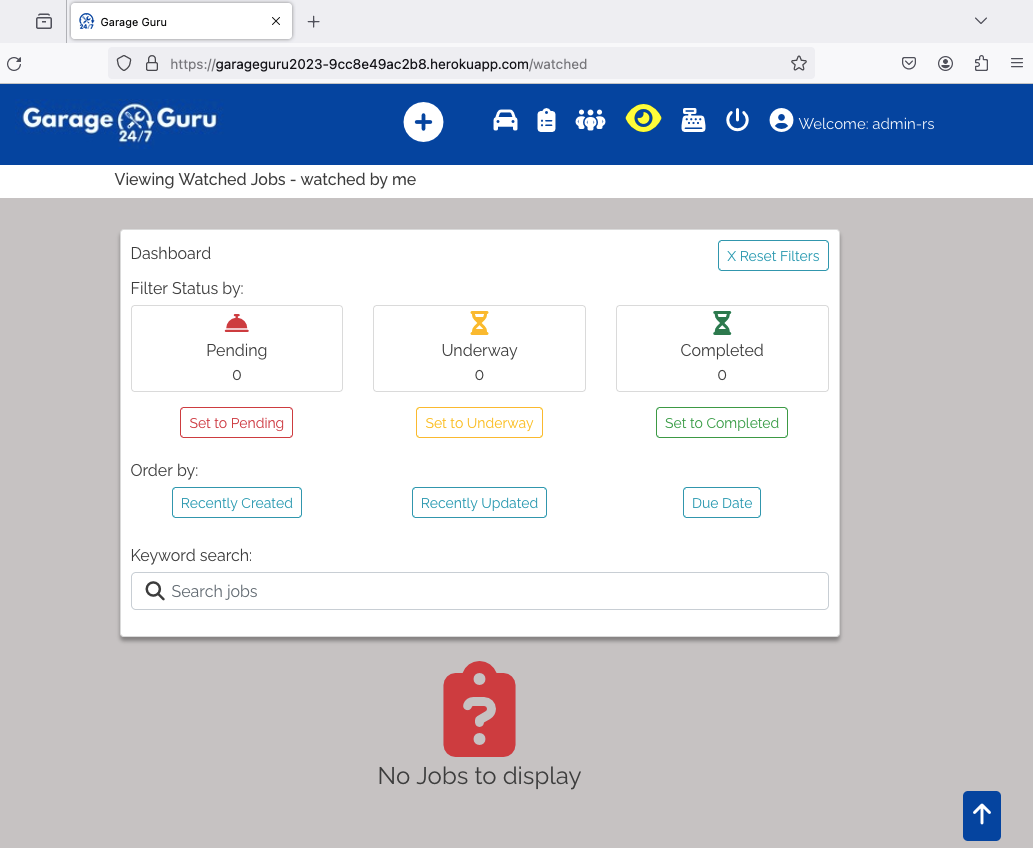 Garage Guru
https://garageguru2023-9cc8e49ac2b8.herokuapp.com/watched
Garage Guru
24/7
Welcome: admin-rs
Viewing Watched Jobs - watched by me
Dashboard
X Reset Filters
Filter Status by:
Pending Underway Completed
0 0 0
Set to Pending Set to Underway Set to Completed
Order by:
Recently Created Recently Updated Due Date
Keyword search:
Search jobs
?
No Jobs to display